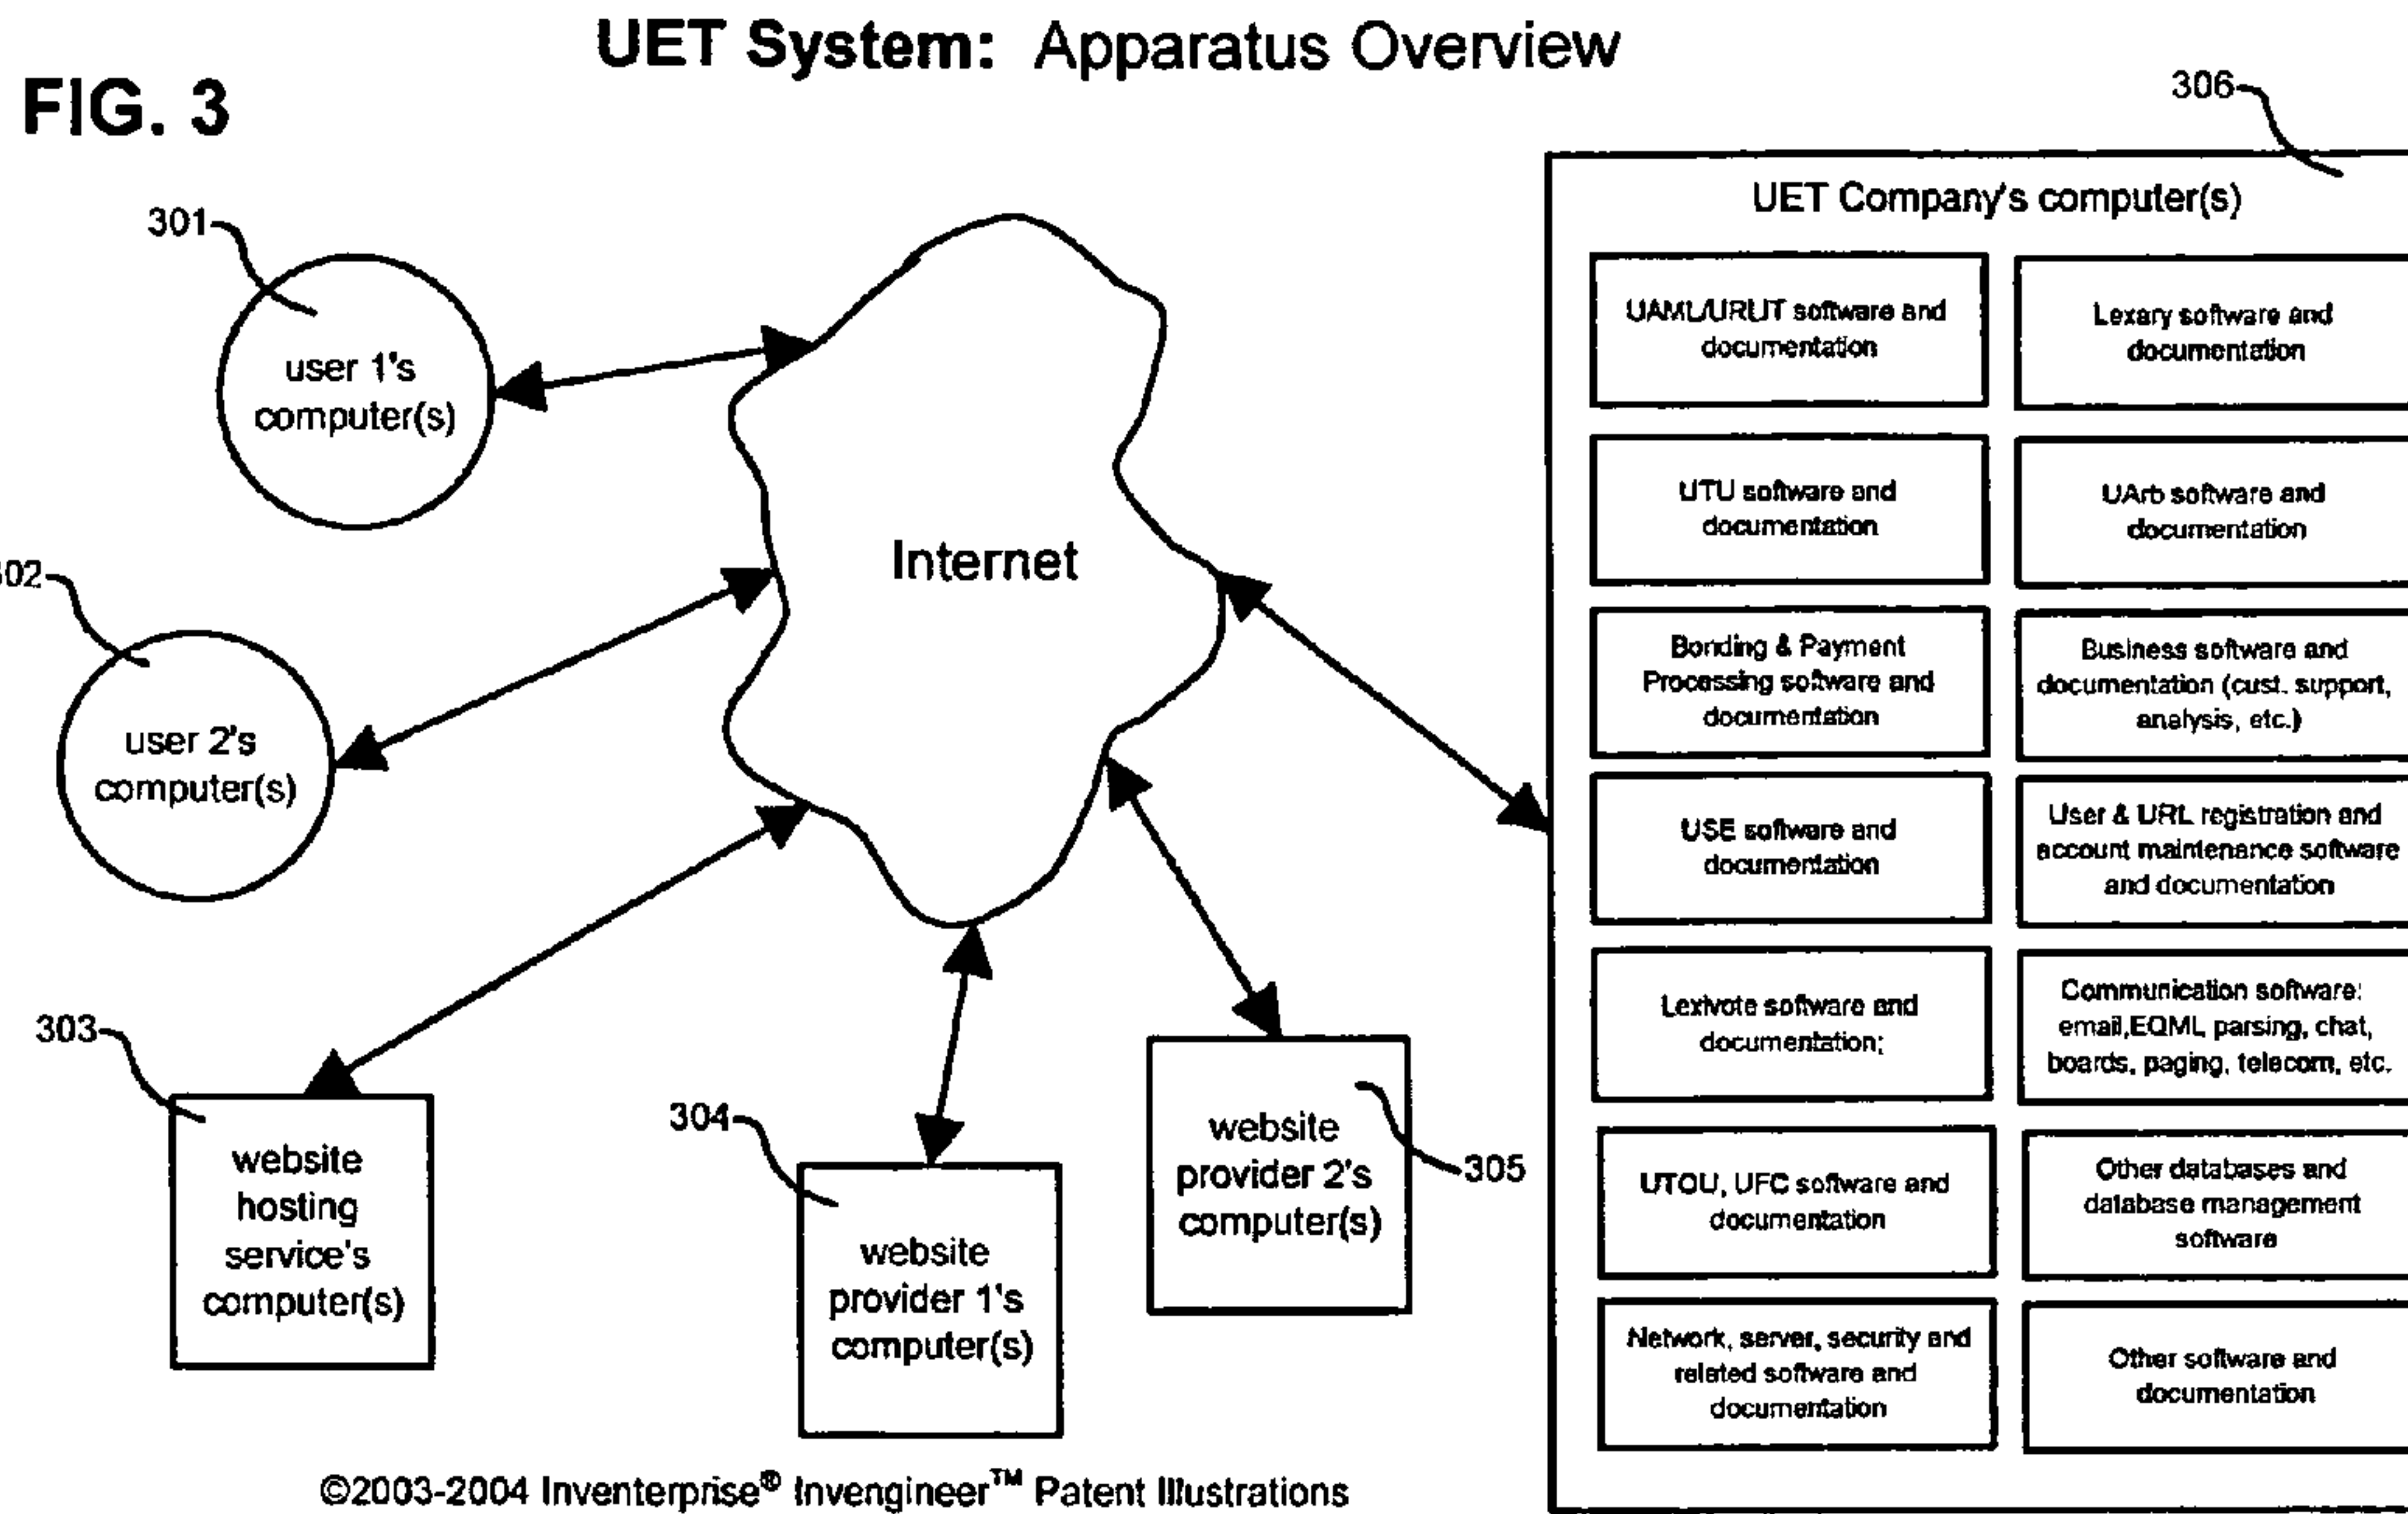 UET System: Apparatus Overview
FIG. 3
306
301
user 1's
computer(s)
Internet
02
user 2's
computer(s)
303
website
hosting
service's
computer(s)
304
website
provider 1's
computer(s)
305
website
provider 2's
computer(s)
UET Company's computer(s)
UAML/URUT software and
documentation
Lexary software and
documentation
UTU software and
documentation
UArb software and
documentation
Bonding & Payment
Processing software and
documentation
Business software and
documentation (cust. support,
analysis, etc.)
USE software and
documentation
User & URL registration and
account maintenance software
and documentation
Lexivote software and
documentation;
Communication software:
email,EQML parsing, chat,
boards, paging, telecom, etc.
UTOU, UFC software and
documentation
Other databases and
database management
software
Network, server, security and
related software and
documentation
Other software and
documentation
©2003-2004 Inventerprise® Invengineer™ Patent Illustrations